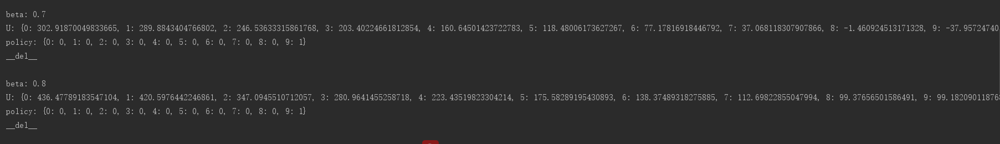 beta: 0.7
U: {0: 302.91870049833665, 1: 289.8843404766802, 2: 246.53633315861768, 3: 203.40224661812854, 4: 160.64501423722783, 5: 118.48006173627267, 6: 77.17816918446792, 7: 37.068118307907866, 8: -1.460924513171328, 9: -37.95724740
policy: {0: 0, 1: 0, 2: 0, 3: 0, 4: 0, 5: 0, 6: 0, 7: 0, 8: 0, 9: 1}
__del__
beta: 0.8
U: {0: 436.47789183547104, 1: 420.5976442246861, 2: 347.0945510712057, 3: 280.9641455258718, 4: 223.43519823304214, 5: 175.58289195430893, 6: 138.37489318275885, 7: 112.69822855047994, 8: 99.37656501586491, 9: 99.182090118768
policy: {0: 0, 1: 0, 2: 0, 3: 0, 4: 0, 5: 0, 6: 0, 7: 0, 8: 0, 9: 1}
__del__